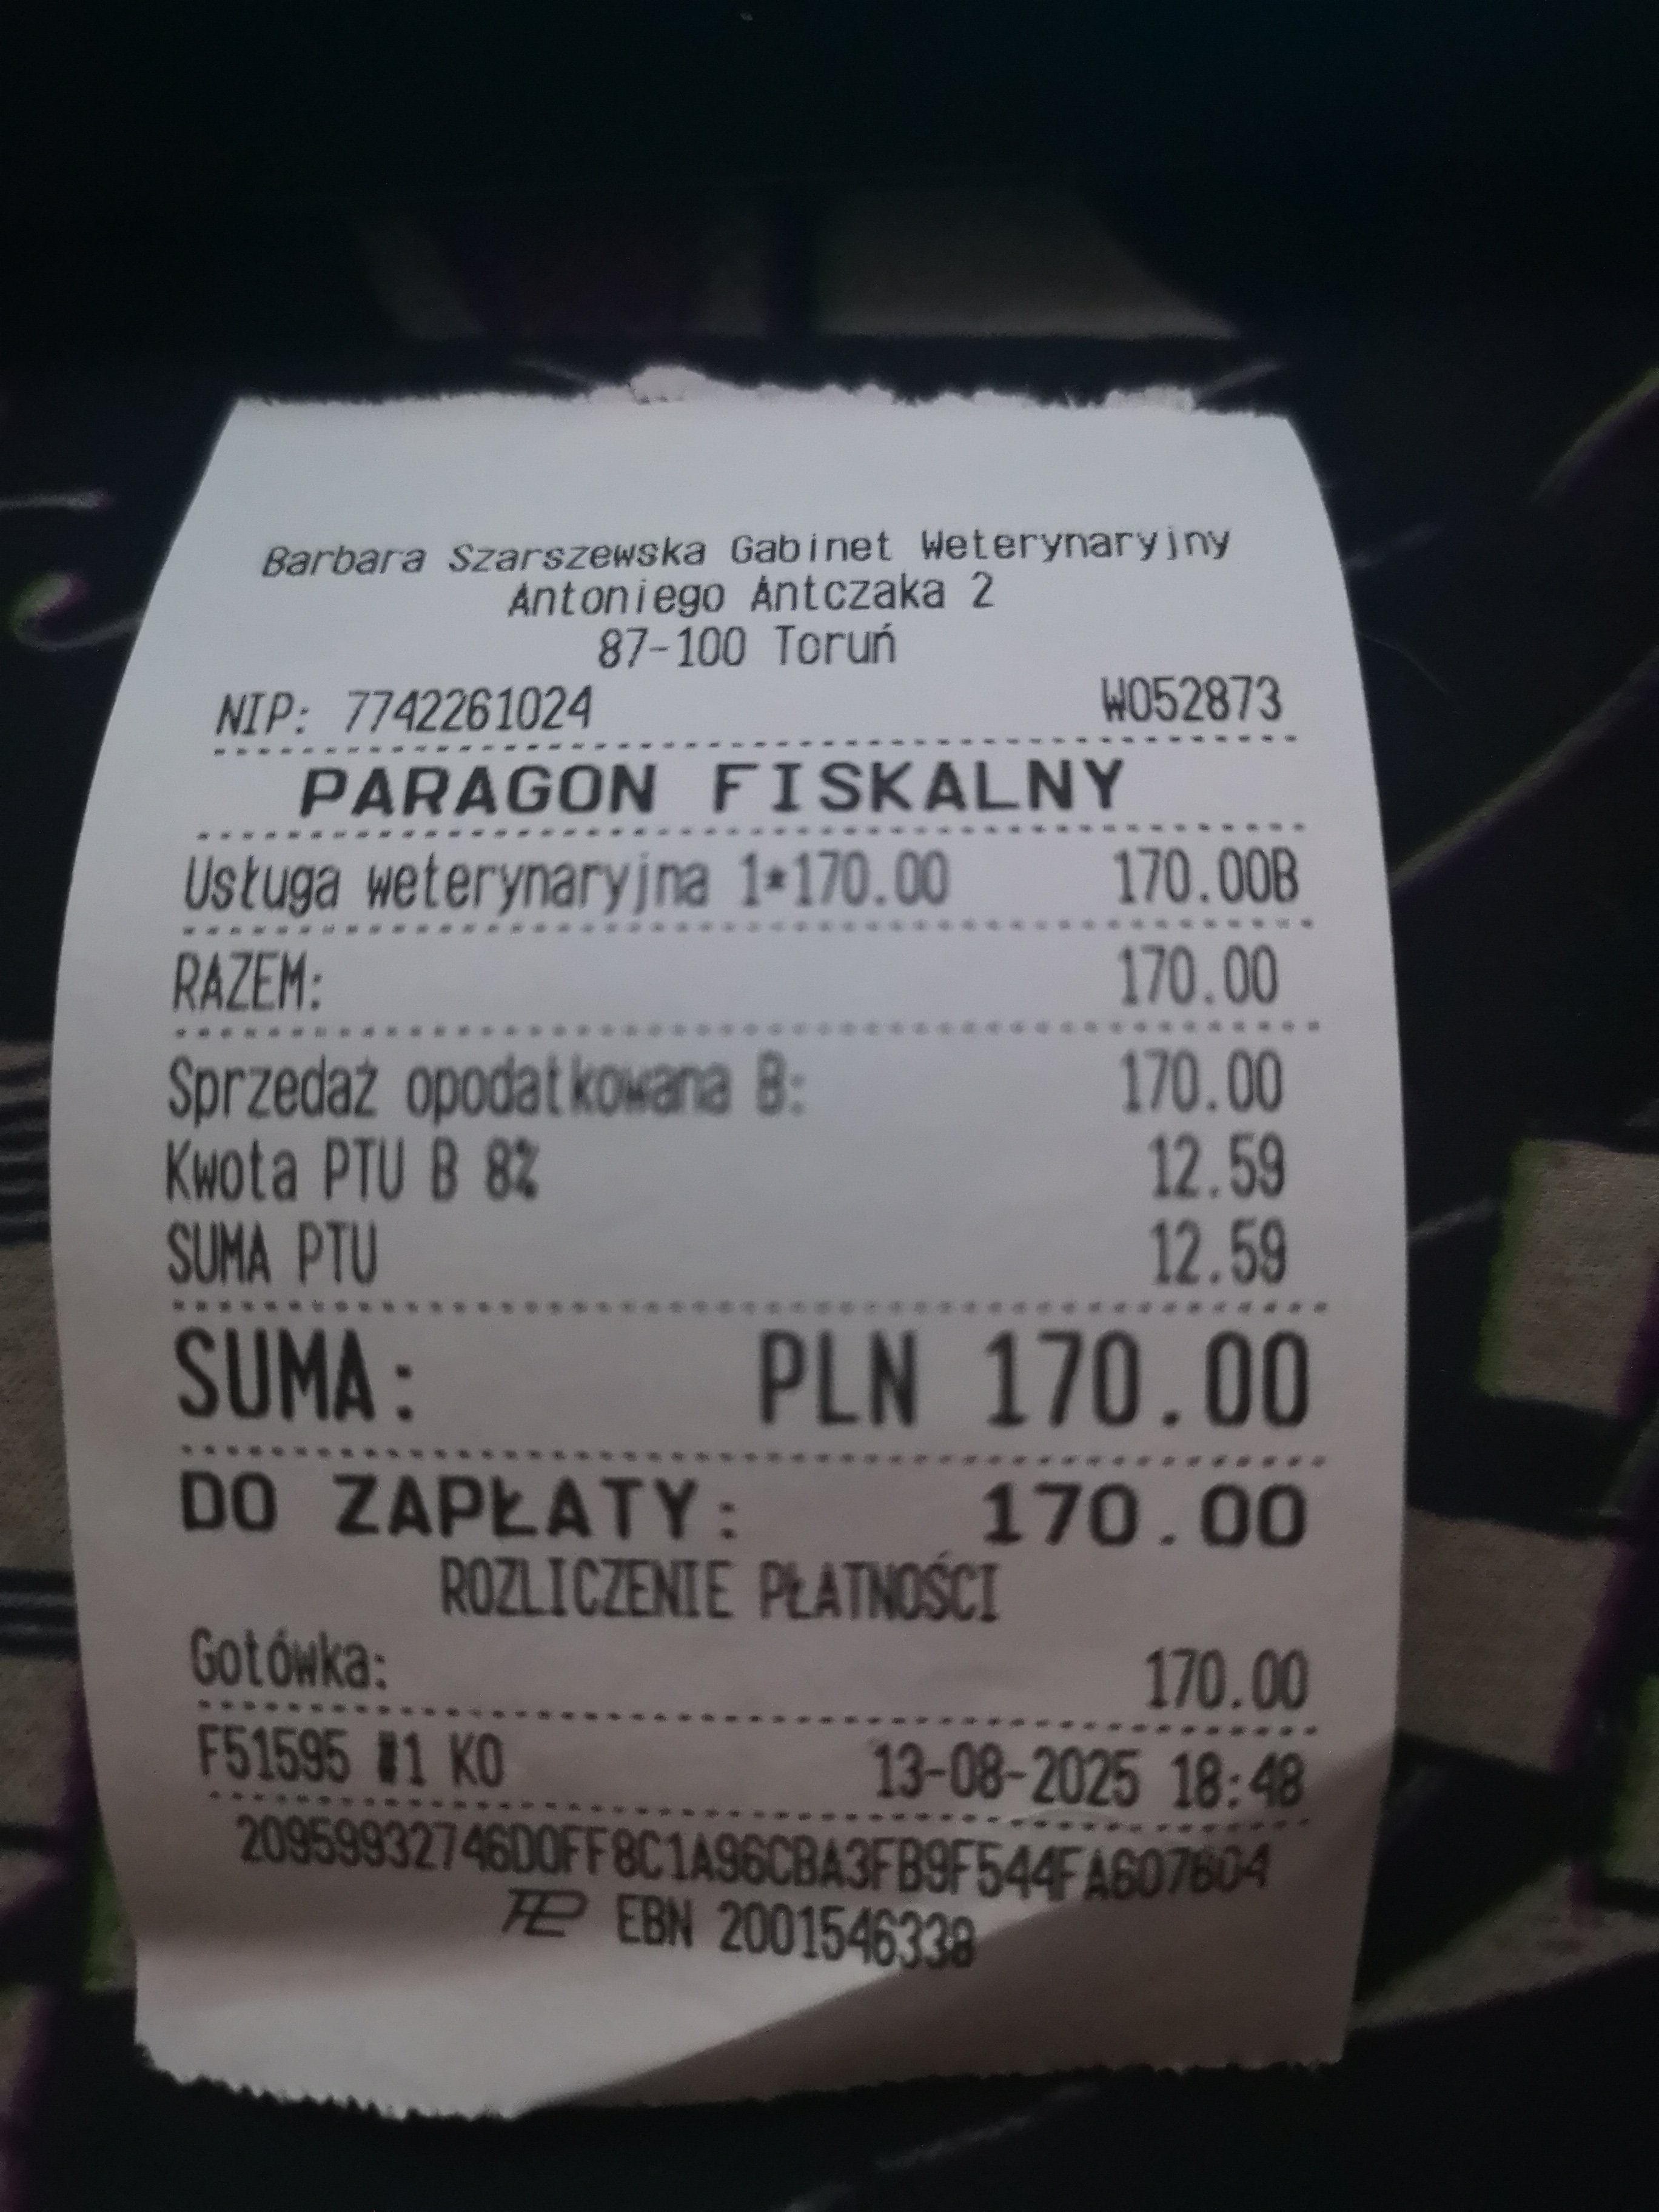 Barbara Szarszewska Gabinet Weterynaryjny
Antoniego Antczaka 2
87-100 Toruń
NIP: 7742261024 W052873
PARAGON FISKALNY
Usługa weterynaryjna 1*170.00 170.00B
RAZEM: 170.00
Sprzedaż opodatkowana B: 170.00
Kwota PTU B 8% 12.59
SUMA PTU 12.59
SUMA: PLN 170.00
DO ZAPŁATY: 170.00
ROZLICZENIE PŁATNOŚCI
Gotówka: 170.00
F51595 #1 KO 13-08-2025 18:48
EBN 2001546338